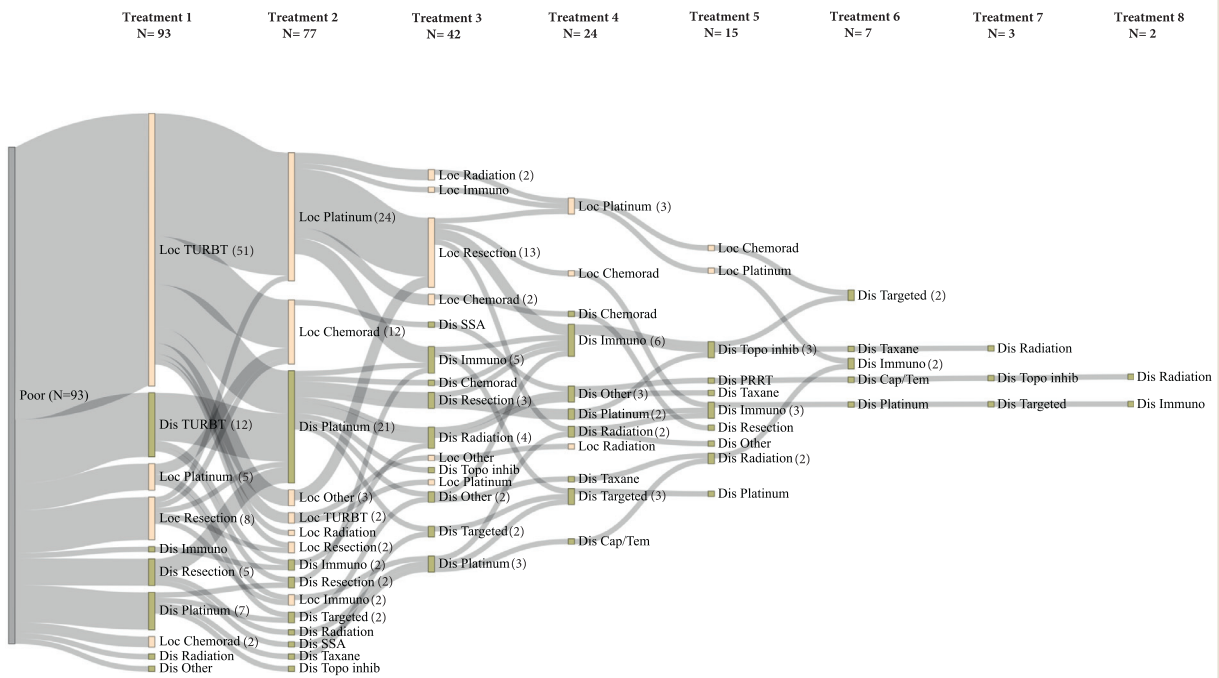 Treatment 1
N= 93
Treatment 2
N= 77
Treatment 3
N= 42
Treatment 4
N= 24
Treatment 5
N= 15
Treatment 6
N= 7
Treatment 7
N= 3
Treatment 8
N= 2
Poor (N=93)
Loc TURBT (51)
Dis TURBT (12)
Loc Platinum (5)
Loc Resection (8)
Dis Immuno
Dis Resection (5)
Dis Platinum (7)
Loc Chemorad (2)
Dis Radiation
Dis Other
Loc Platinum (24)
Loc Chemorad (12)
Dis Platinum (21)
Loc Other (3)
Loc TURBT (2)
Loc Radiation
Loc Resection (2)
Dis Immuno (2)
Dis Resection (2)
Loc Immuno (2)
Dis Targeted (2)
Dis Radiation
Dis SSA
Dis Taxane
Dis Topo inhib
Loc Radiation (2)
Loc Immuno
Loc Resection (13)
Loc Chemorad (2)
Dis SSA
Dis Immuno (5)
Dis Chemorad
Dis Resection (3)
Dis Radiation (4)
Loc Other
Dis Topo inhib
Loc Platinum
Dis Other (2)
Dis Targeted (2)
Dis Platinum (3)
Loc Platinum (3)
Loc Chemorad
Dis Chemorad
Dis Immuno (6)
Dis Other (3)
Dis Platinum (2)
Dis Radiation (2)
Loc Radiation
Dis Taxane
Dis Targeted (3)
Dis Cap/Tem
Loc Chemorad
Loc Platinum
Dis Topo inhib (3)
Dis PRRT
Dis Taxane
Dis Immuno (3)
Dis Resection
Dis Other
Dis Radiation (2)
Dis Platinum
Dis Targeted (2)
Dis Taxane
Dis Immuno (2)
Dis Cap/Tem
Dis Platinum
Dis Radiation
Dis Topo inhib
Dis Targeted
Dis Radiation
Dis Immuno